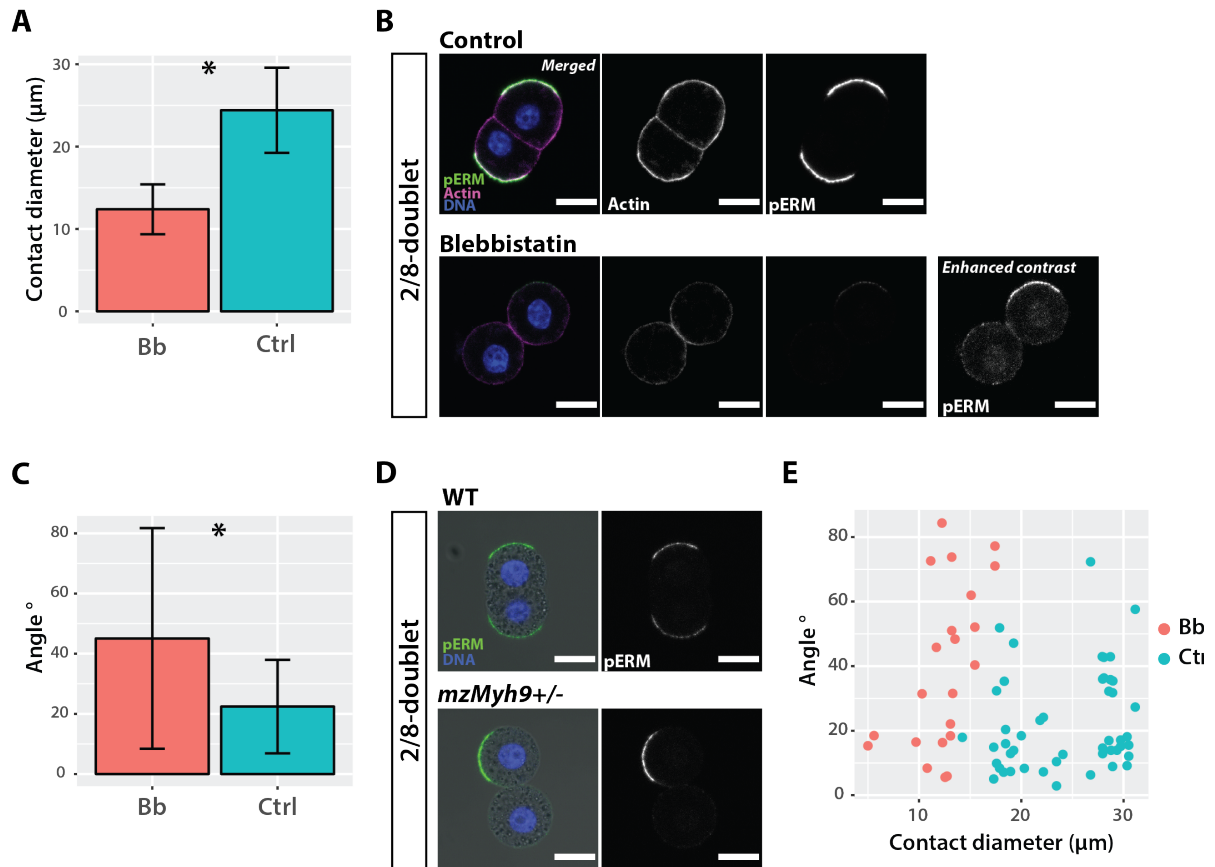 A
Contact diameter (µm)
30
20
10
0
*
Bb
Ctrl
B
2/8-doublet
Control
Merged
pERM
Actin
DNA
Actin
pERM
Blebbistatin
Enhanced contrast
pERM
C
Angle °
80
60
40
20
0
*
Bb
Ctrl
D
2/8-doublet
WT
pERM
DNA
pERM
mzMyh9+/-
E
Angle °
80
60
40
20
0
10
20
30
Contact diameter (µm)
Bb
Ctr